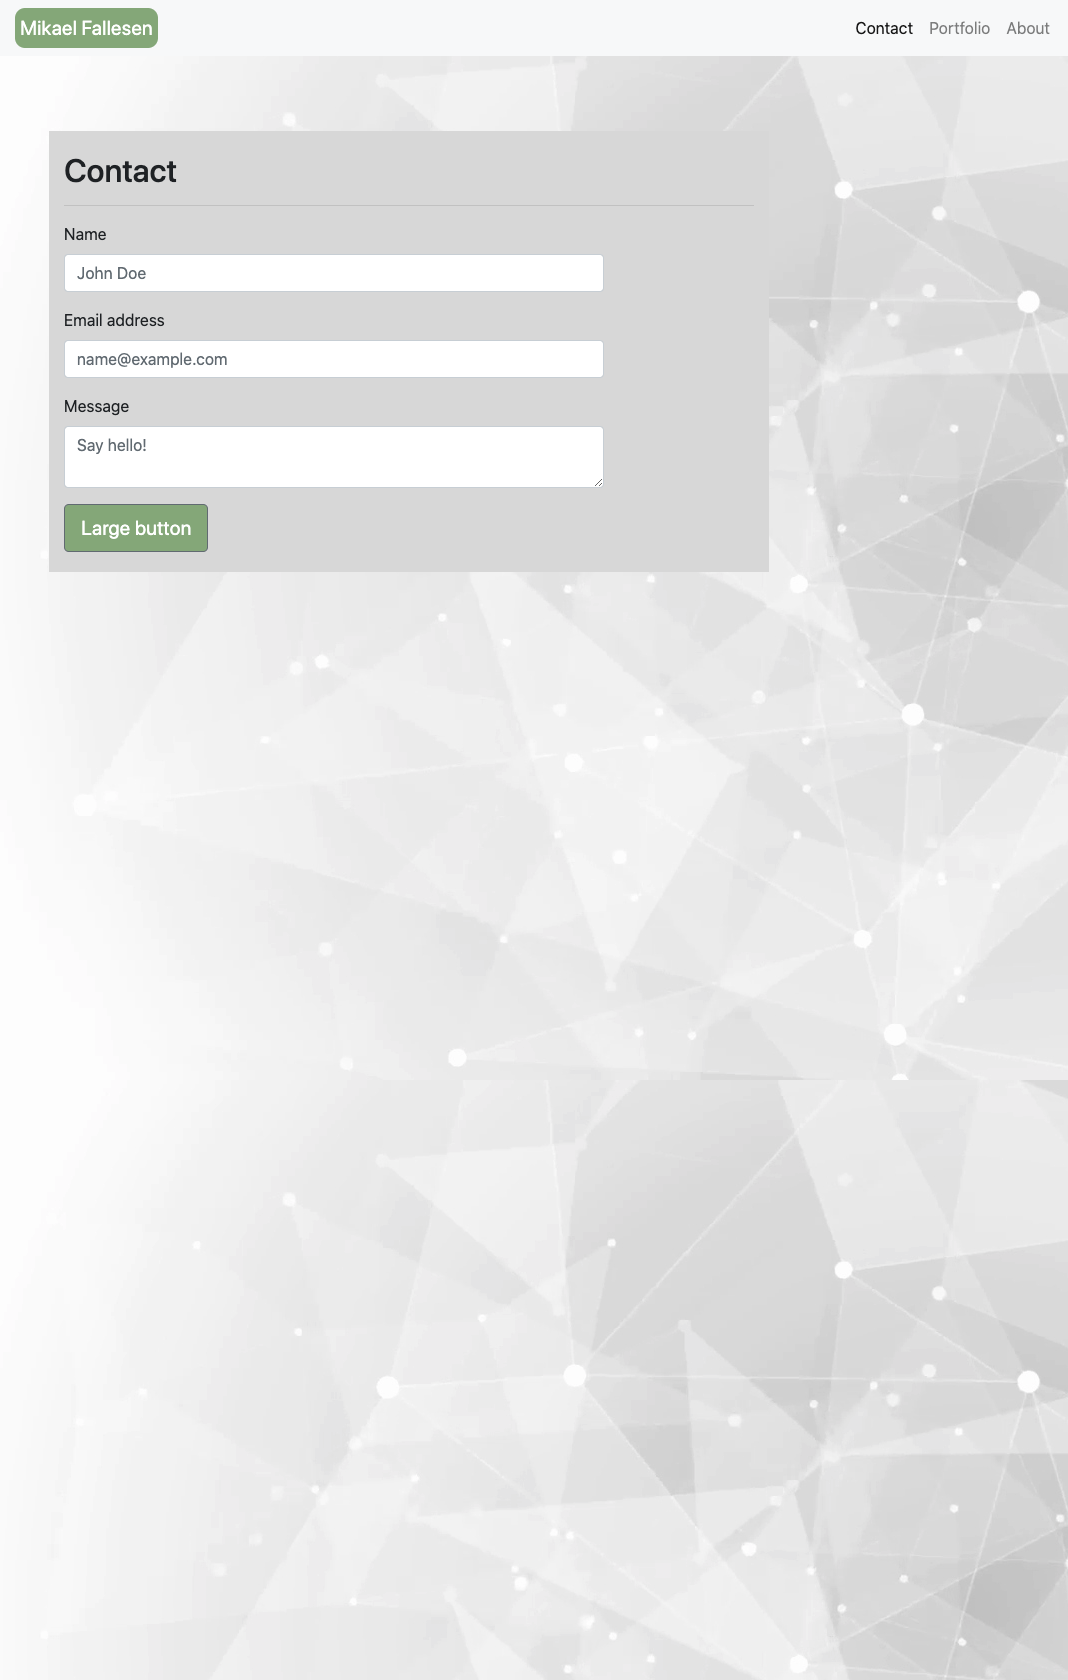 Mikael Fallesen
Contact Portfolio About
Contact
Name
John Doe
Email address
name@example.com
Message
Say hello!
Large button